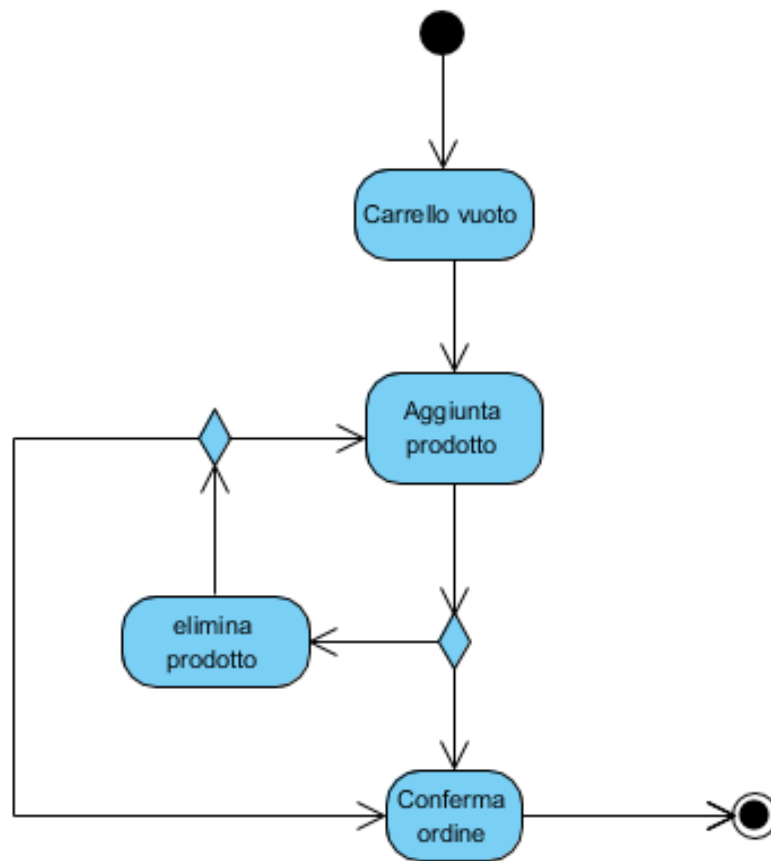 Carrello vuoto
Aggiunta
prodotto
elimina
prodotto
Conferma
ordine